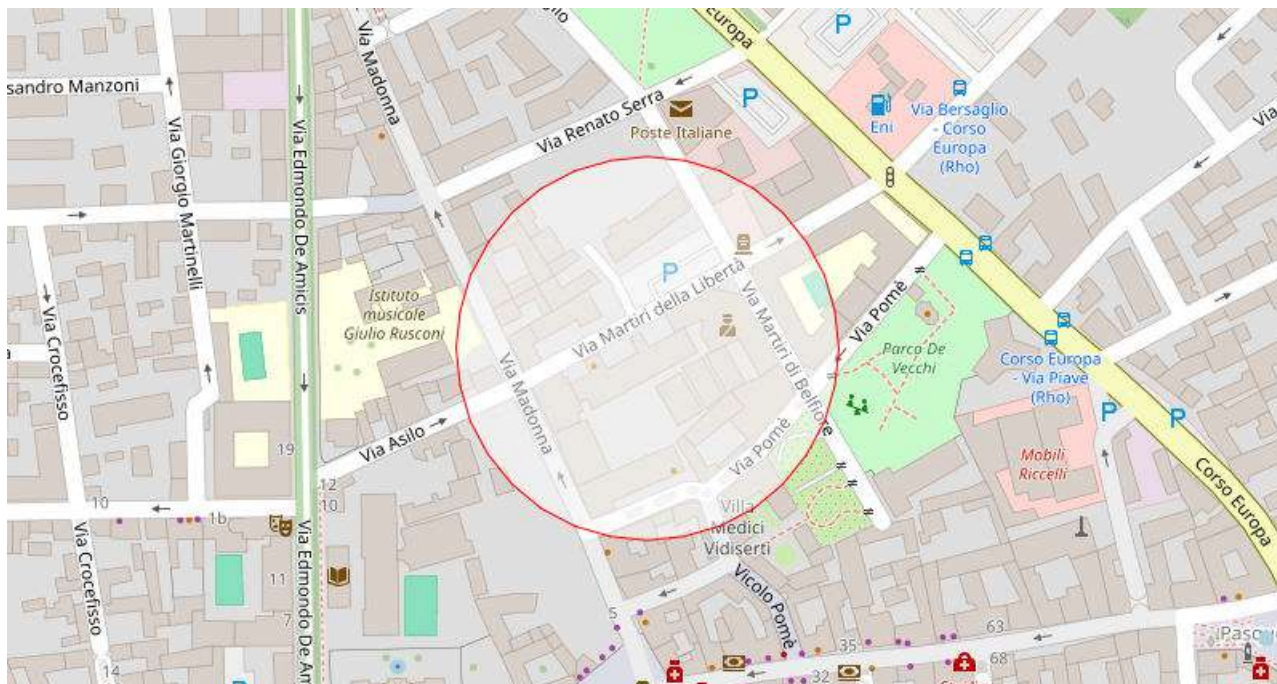 Europa
sandro Manzoni
Via Madonna
Via Renato Serra
Poste Italiane
P
P
Eni
Via Bersaglio
- Corso
Europa
(Rho)
Via Giorgio Martinelli
Via Edmondo De Amicis
Istituto
musicale
Giulio Rusconi
P
Via Martiri della Libertà
Via Martiri di Belfiore
Via Pomè
Parco De
Vecchi
Corso Europa
- Via Piave
(Rho)
P
P
Via Crocefisso
Via Madonna
Via Asilo
Via Pomè
Mobili
Riccelli
Corso Europa
19
12
10
10
1b
Villa
Medici
Vidiserti
Vicolo Pomè
Via Crocefisso
Via Edmondo De Am
11
7
5
14
35
63
32
68